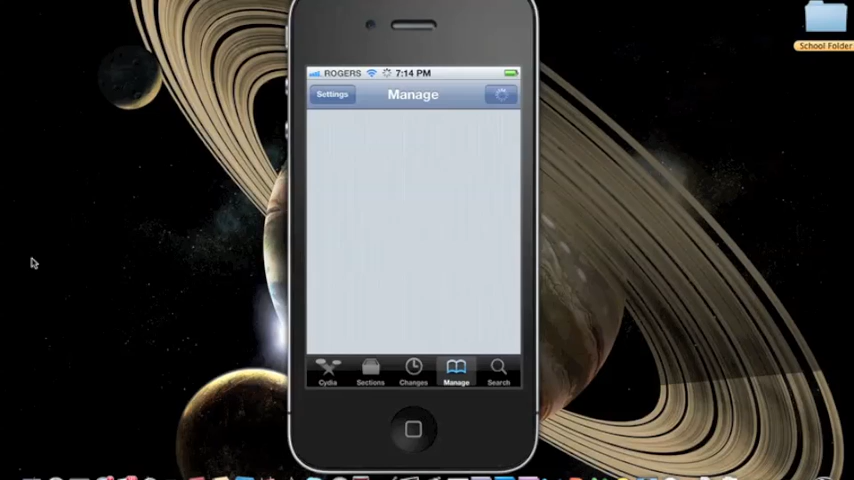 School Folder
ROGERS 7:14 PM
Settings Manage
Cydia Sections Changes Manage Search